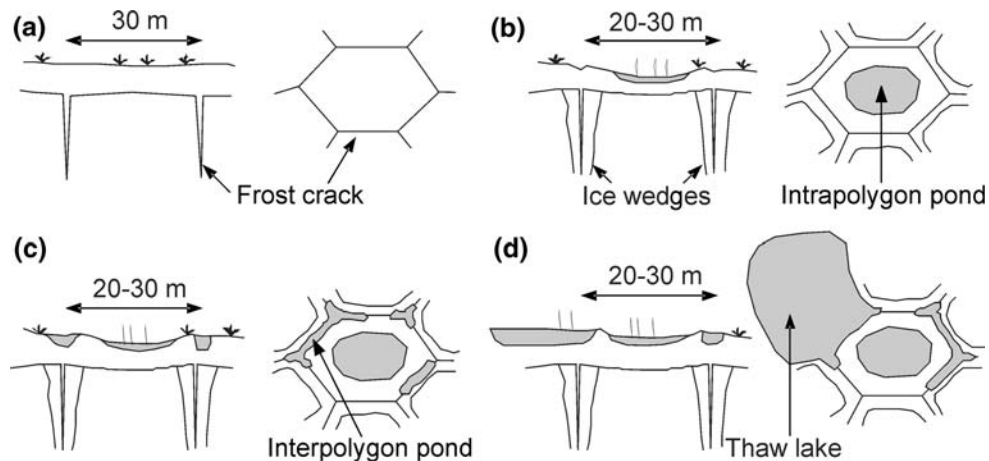 (a)
30 m
Frost crack
(b)
20-30 m
Ice wedges
Intrapolygon pond
(c)
20-30 m
Interpolygon pond
(d)
20-30 m
Thaw lake